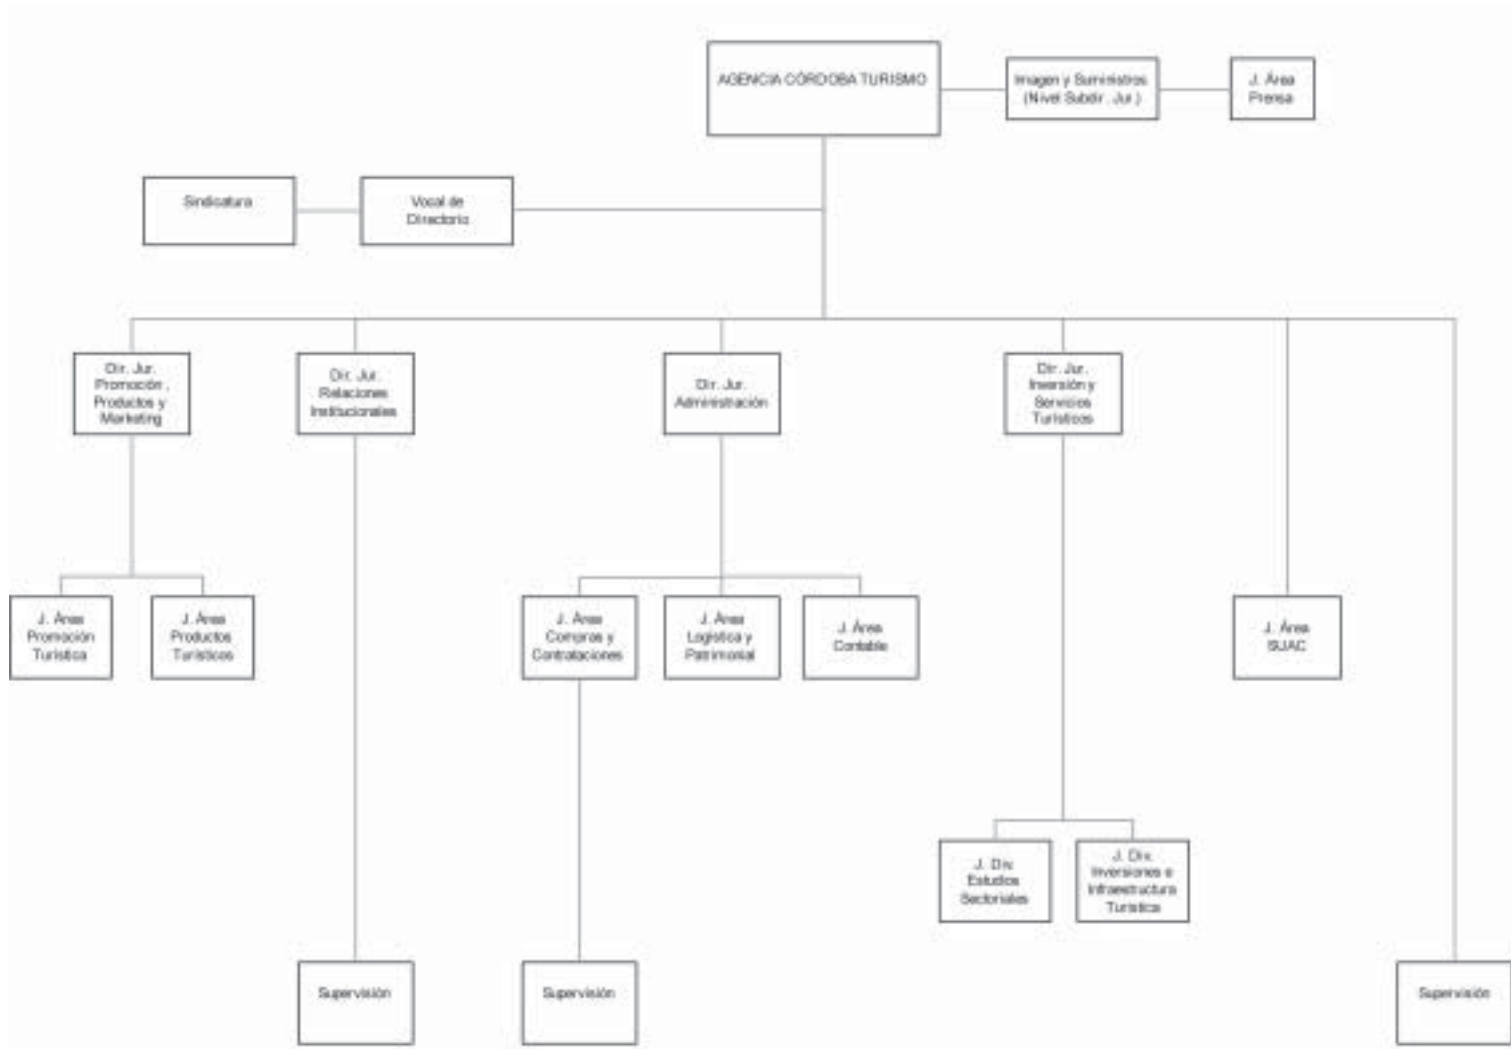 AGENCIA CÓRDOBA TURISMO
Imagen y Suministros
(Nivel Subdir. Jur.)
J. Área
Prensa
Sindicatura
Vocal de
Directorio
Dir. Jur.
Promoción,
Productos y
Marketing
Dir. Jur.
Relaciones
Institucionales
Dir. Jur.
Administración
Dir. Jur.
Inversión y
Servicios
Turísticos
J. Área
Promoción
Turística
J. Área
Productos
Turísticos
J. Área
Compras y
Contrataciones
J. Área
Logística y
Patrimonial
J. Área
Contable
J. Área
SUAC
J. Div.
Estudios
Sectoriales
J. Div.
Inversiones e
Infraestructura
Turística
Supervisión
Supervisión
Supervisión